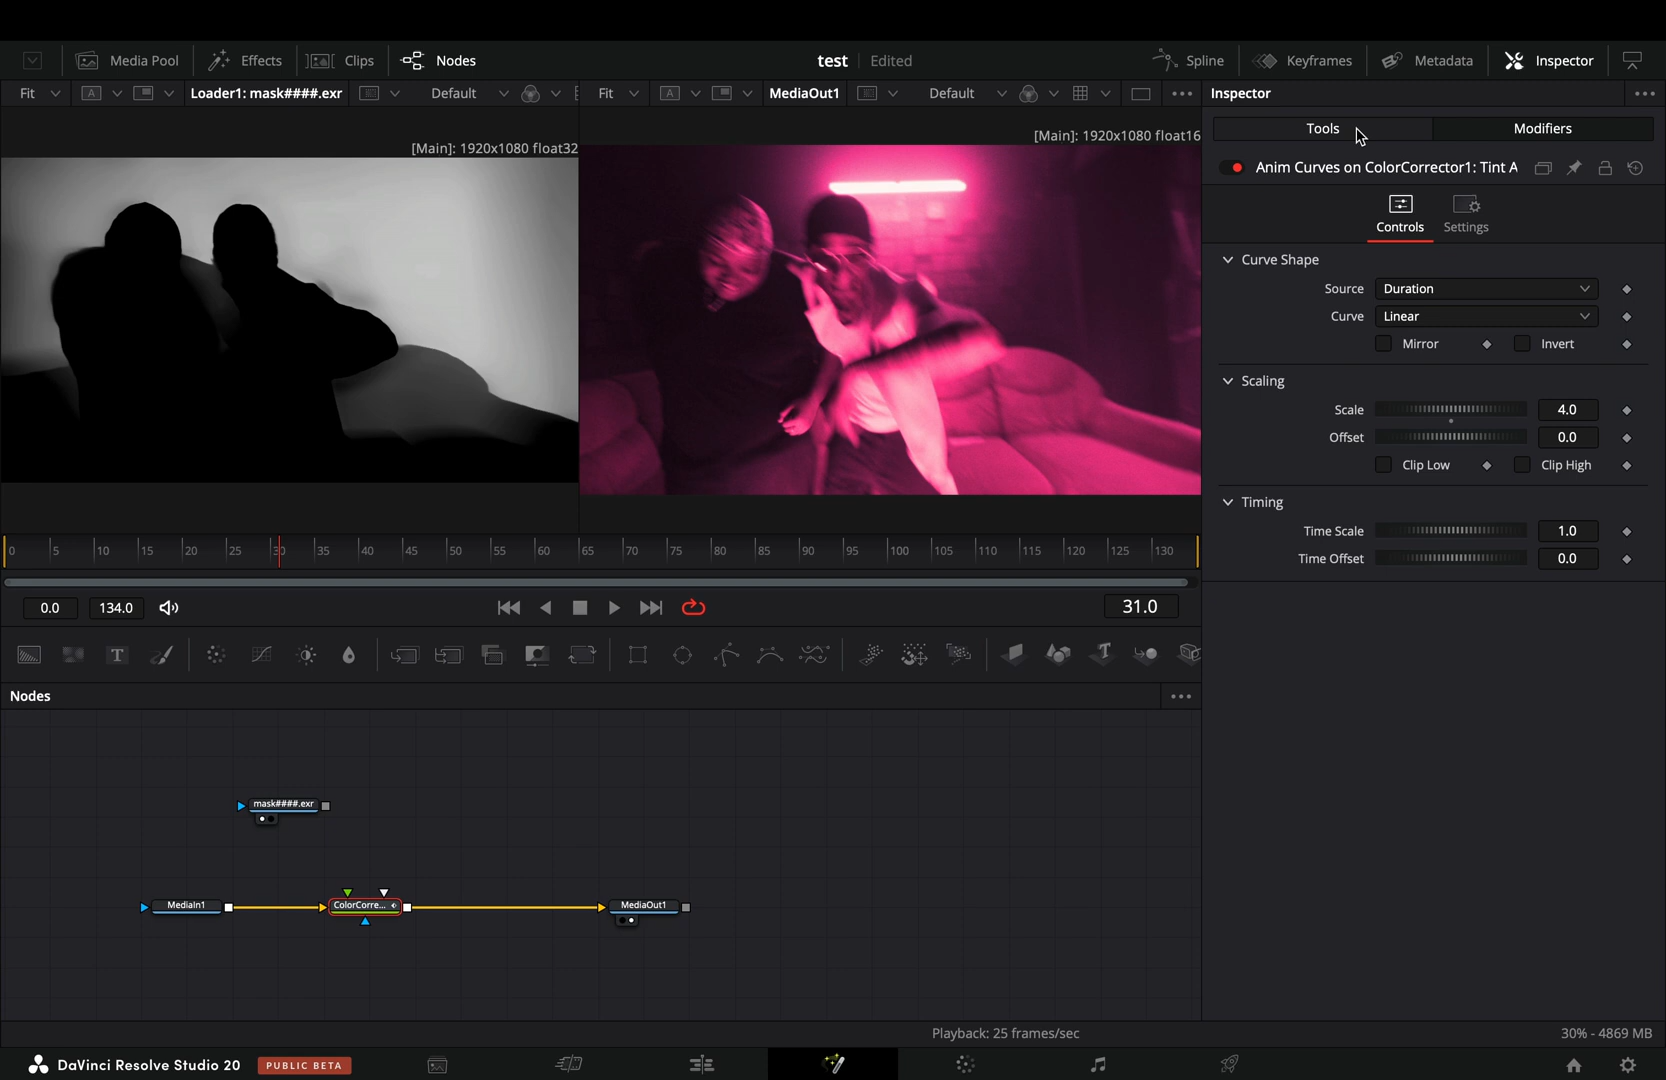 Media Pool
Effects
Clips
Nodes
test
Edited
Spline
Keyframes
Metadata
Inspector
Fit
A
Loader1: mask####.exr
Default
Fit
A
MediaOut1
Default
Inspector
[Main]: 1920x1080 float32
[Main]: 1920x1080 float16
Tools
Modifiers
Anim Curves on ColorCorrector1: Tint A
Controls
Settings
Curve Shape
Source
Duration
Curve
Linear
Mirror
Invert
Scaling
Scale
4.0
Offset
0.0
Clip Low
Clip High
Timing
Time Scale
1.0
Time Offset
0.0
0 5 10 15 20 25 30 35 40 45 50 55 60 65 70 75 80 85 90 95 100 105 110 115 120 125 130
0.0
134.0
31.0
T
T
Nodes
mask####.exr
MediaIn1
ColorCorre...
MediaOut1
Playback: 25 frames/sec
30% - 4869 MB
DaVinci Resolve Studio 20
PUBLIC BETA